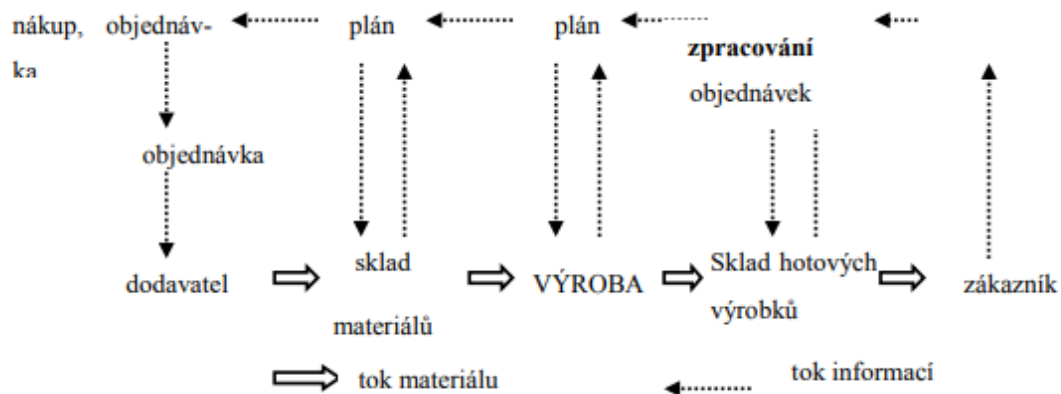 nákup, objednáv- plán plán
zpracování
ka
objednávek
objednávka
sklad Sklad hotových
dodavatel VÝROBA zákazník
materiálů výrobků
tok materiálu tok informací